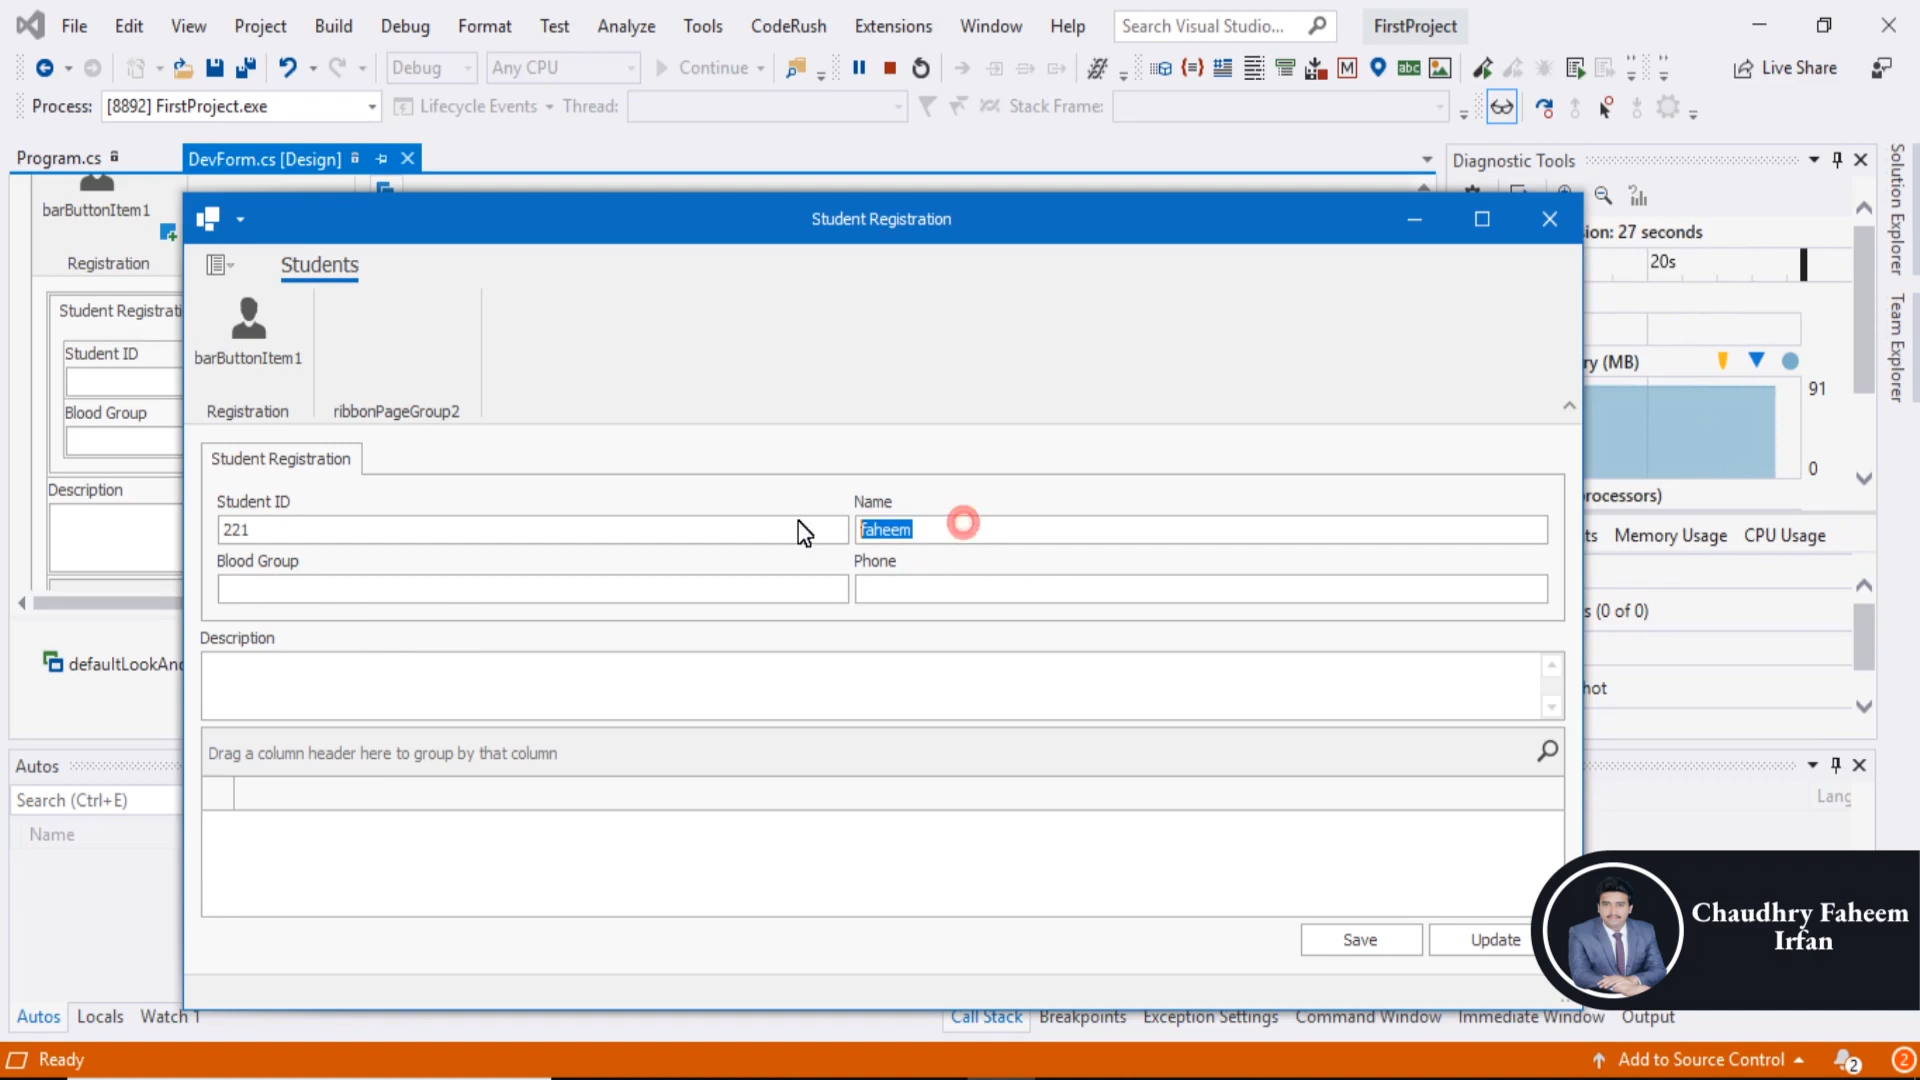 File Edit View Project Build Debug Format Test Analyze Tools CodeRush Extensions Window Help Search Visual Studio... FirstProject
Debug Any CPU Continue Live Share
Process: [8892] FirstProject.exe Lifecycle Events Thread: Stack Frame:
Program.cs DevForm.cs [Design] Diagnostic Tools
Solution Explorer
Team Explorer
barButtonItem1
Registration
Student Registrati
Student ID
Blood Group
Description
defaultLookAnd
Student Registration
Students
barButtonItem1
Registration ribbonPageGroup2
Student Registration
Student ID Name
221 faheem
Blood Group Phone
Description
Drag a column header here to group by that column
Save Update
ion: 27 seconds
20s
ry (MB)
91
0
rocessors)
ts Memory Usage CPU Usage
s (0 of 0)
hot
Autos
Search (Ctrl+E)
Name
Lang
Chaudhry Faheem
Irfan
Autos Locals Watch 1 Call Stack Breakpoints Exception Settings Command Window Immediate Window Output
Ready Add to Source Control 2 2